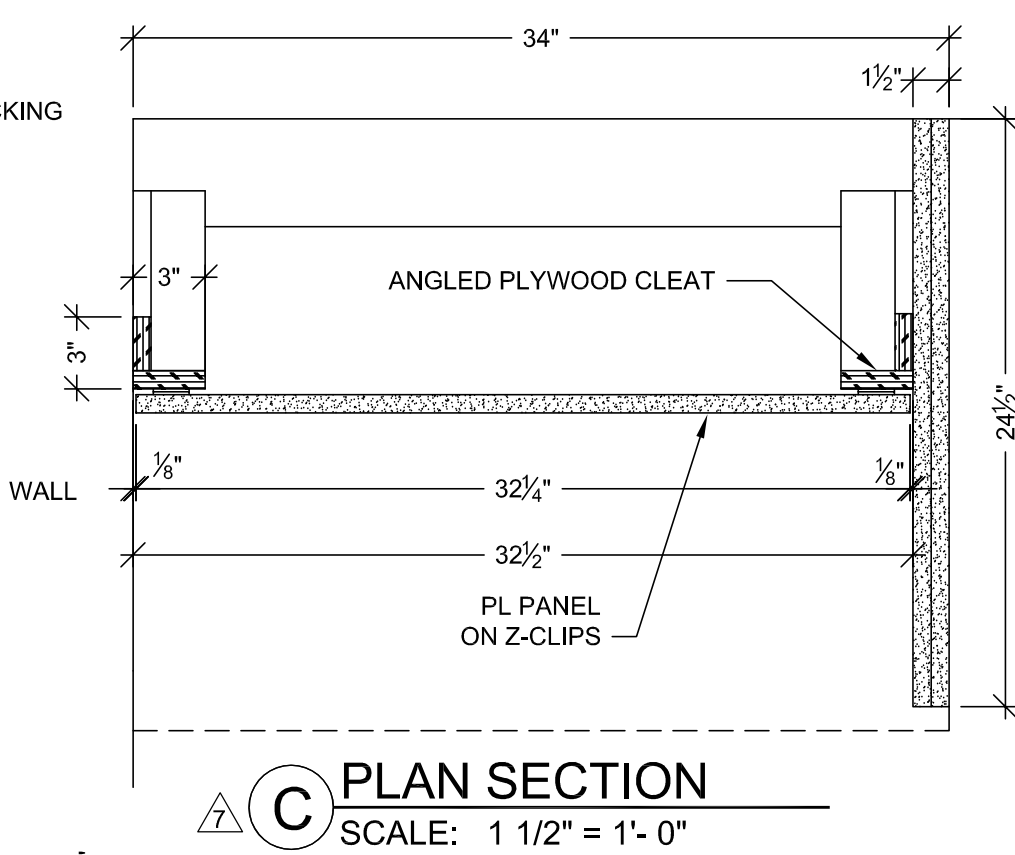 34"
1½"
CKING
3"
ANGLED PLYWOOD CLEAT
3"
24½"
⅛"
⅛"
WALL
32¼"
32½"
PL PANEL
ON Z-CLIPS
7
C
PLAN SECTION
SCALE: 1 1/2" = 1'- 0"